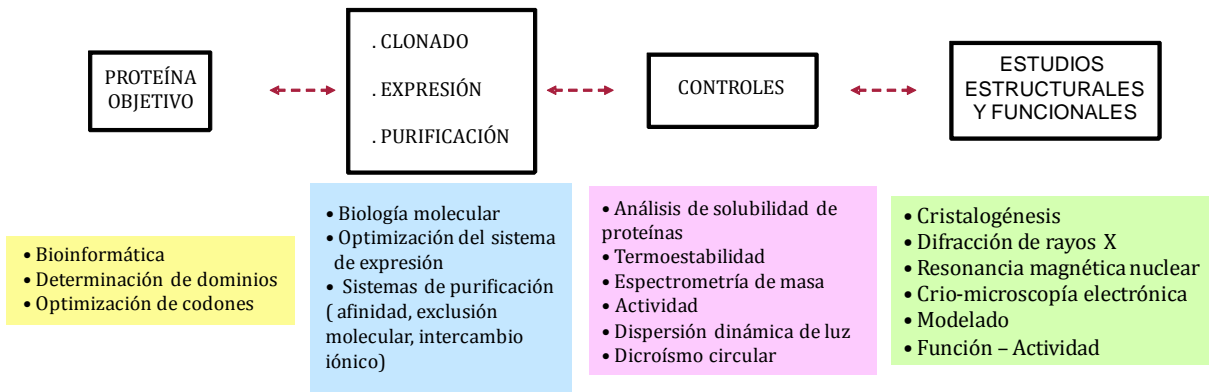 PROTEÍNA
OBJETIVO
. CLONADO
. EXPRESIÓN
. PURIFICACIÓN
CONTROLES
ESTUDIOS
ESTRUCTURALES
Y FUNCIONALES
• Bioinformática
• Determinación de dominios
• Optimización de codones
• Biología molecular
• Optimización del sistema
de expresión
• Sistemas de purificación
( afinidad, exclusión
molecular, intercambio
iónico)
• Análisis de solubilidad de
proteínas
• Termoestabilidad
• Espectrometría de masa
• Actividad
• Dispersión dinámica de luz
• Dicroísmo circular
• Cristalogénesis
• Difracción de rayos X
• Resonancia magnética nuclear
• Crio-microscopía electrónica
• Modelado
• Función – Actividad